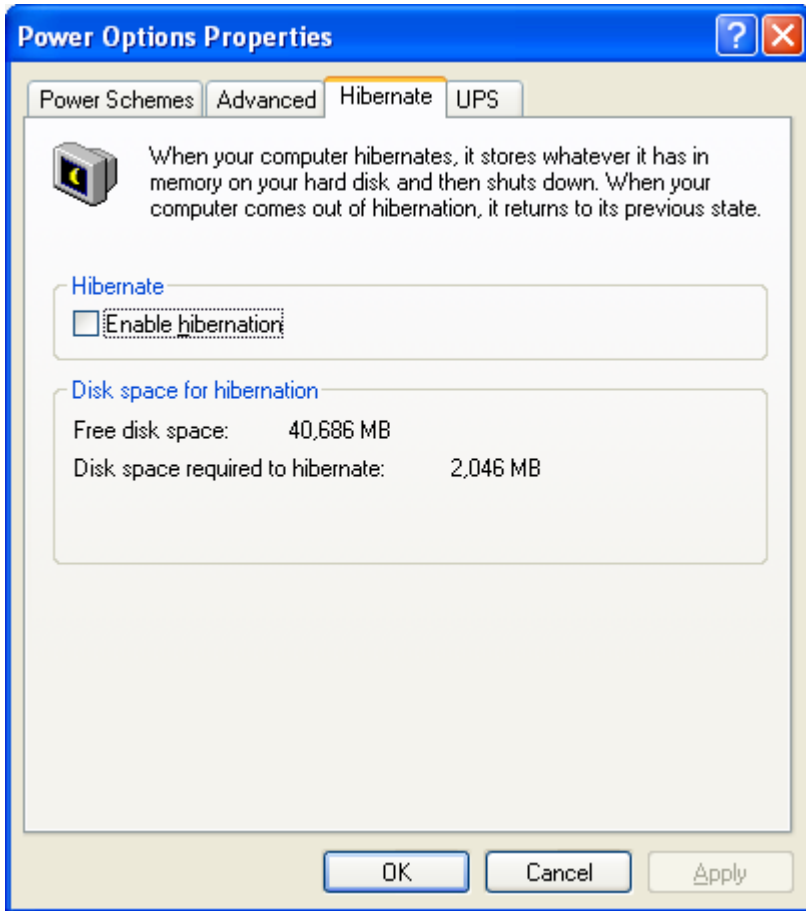 Power Options Properties
Power Schemes Advanced Hibernate UPS
When your computer hibernates, it stores whatever it has in
memory on your hard disk and then shuts down. When your
computer comes out of hibernation, it returns to its previous state.
Hibernate
Enable hibernation
Disk space for hibernation
Free disk space: 40,686 MB
Disk space required to hibernate: 2,046 MB
OK Cancel Apply